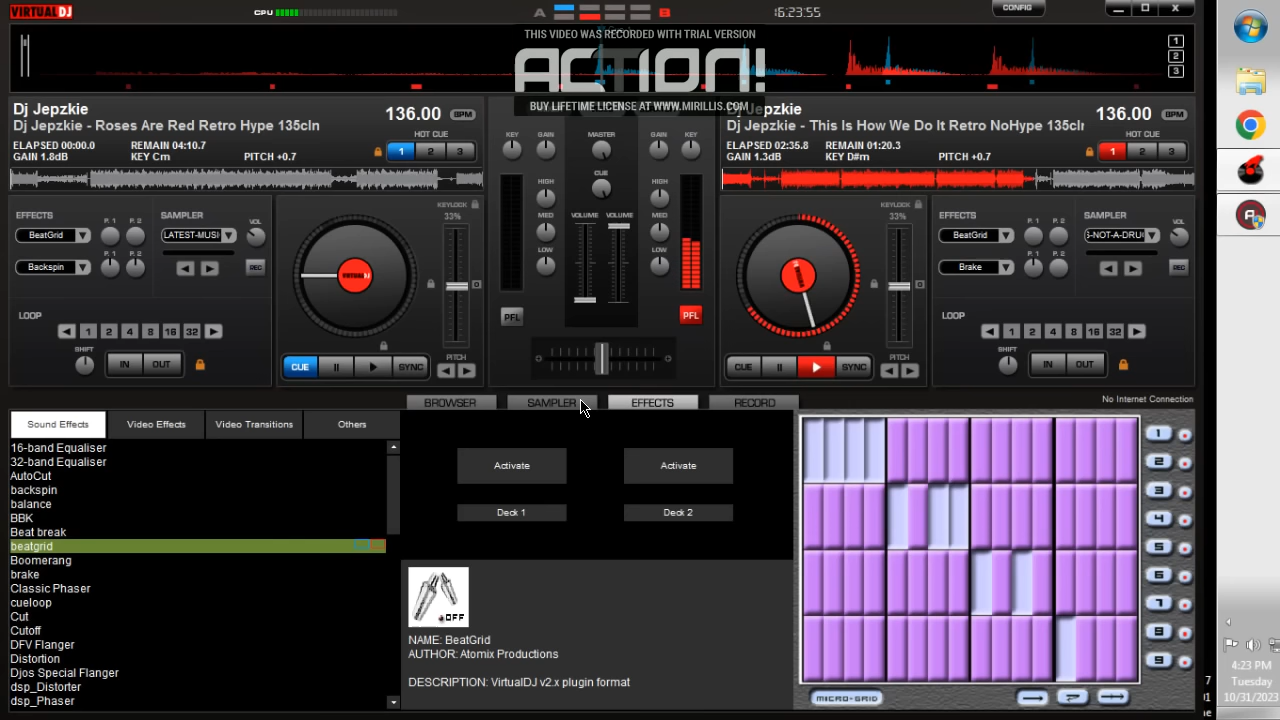 VIRTUALDJ
CPU
A
B
16:23:55
CONFIG
THIS VIDEO WAS RECORDED WITH TRIAL VERSION
ACTION!
BUY LIFETIME LICENSE AT WWW.MIRILLIS.COM
1
2
3
Dj Jepzkie
Dj Jepzkie - Roses Are Red Retro Hype 135cln
136.00 BPM
HOT CUE
ELAPSED 00:00.0 REMAIN 04:10.7
GAIN 1.8dB KEY Cm PITCH +0.7
1 2 3
KEY GAIN MASTER GAIN KEY
CUE
HIGH HIGH
MED VOLUME VOLUME MED
LOW LOW
PFL PFL
Dj Jepzkie
Dj Jepzkie - This Is How We Do It Retro NoHype 132clr
136.00 BPM
HOT CUE
ELAPSED 02:35.8 REMAIN 01:20.3
GAIN 1.3dB KEY D#m PITCH +0.7
1 2 3
EFFECTS P. 1 P. 2 SAMPLER VOL
BeatGrid LATEST-MUSI
Backspin REC
LOOP
1 2 4 8 16 32
SHIFT IN OUT
KEYLOCK
33%
CUE SYNC PITCH
KEYLOCK
33%
CUE SYNC PITCH
EFFECTS P. 1 P. 2 SAMPLER VOL
BeatGrid S-NOT-A-DRU
Brake REC
LOOP
1 2 4 8 16 32
SHIFT IN OUT
BROWSER SAMPLER EFFECTS RECORD
No Internet Connection
Sound Effects Video Effects Video Transitions Others
16-band Equaliser
32-band Equaliser
AutoCut
backspin
balance
BBK
Beat break
beatgrid
Boomerang
brake
Classic Phaser
cueloop
Cut
Cutoff
DFV Flanger
Distortion
Djos Special Flanger
dsp_Distorter
dsp_Phaser
Activate Activate
Deck 1 Deck 2
OFF
NAME: BeatGrid
AUTHOR: Atomix Productions
DESCRIPTION: VirtualDJ v2.x plugin format
1
2
3
4
5
6
7
8
9
MICRO-GRID
4:23 PM
Tuesday
10/31/2023